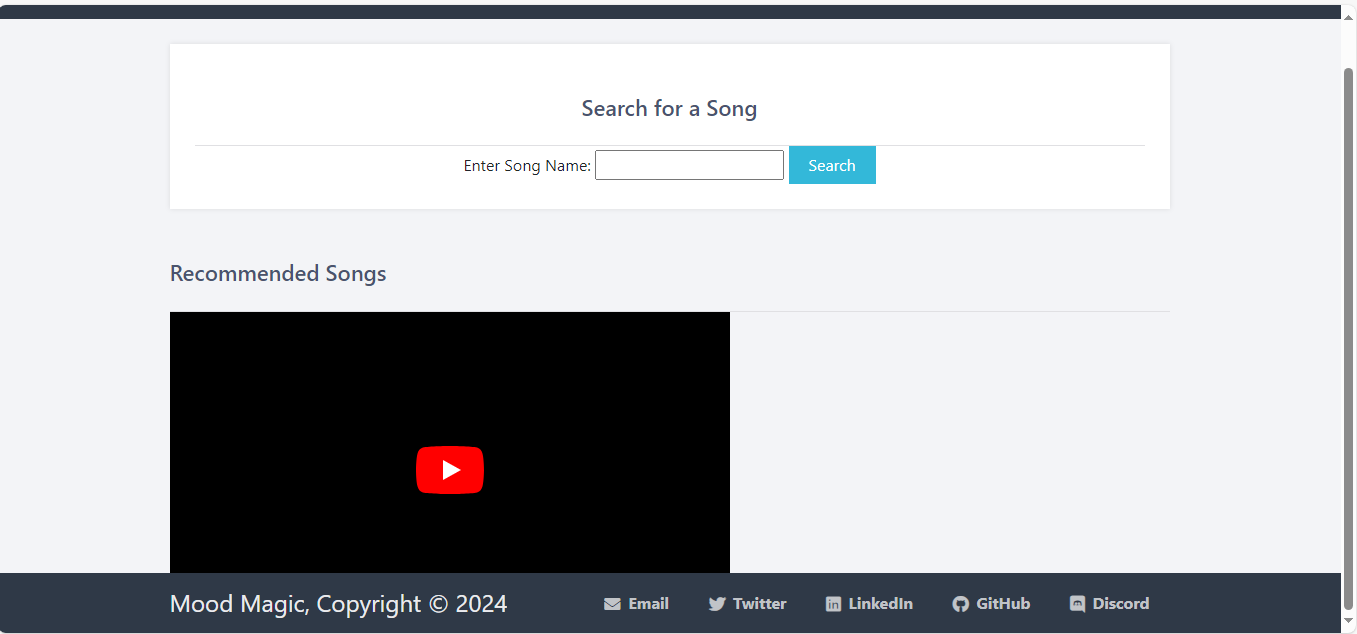 Search for a Song
Enter Song Name: Search
Recommended Songs
Mood Magic, Copyright © 2024 Email Twitter LinkedIn GitHub Discord